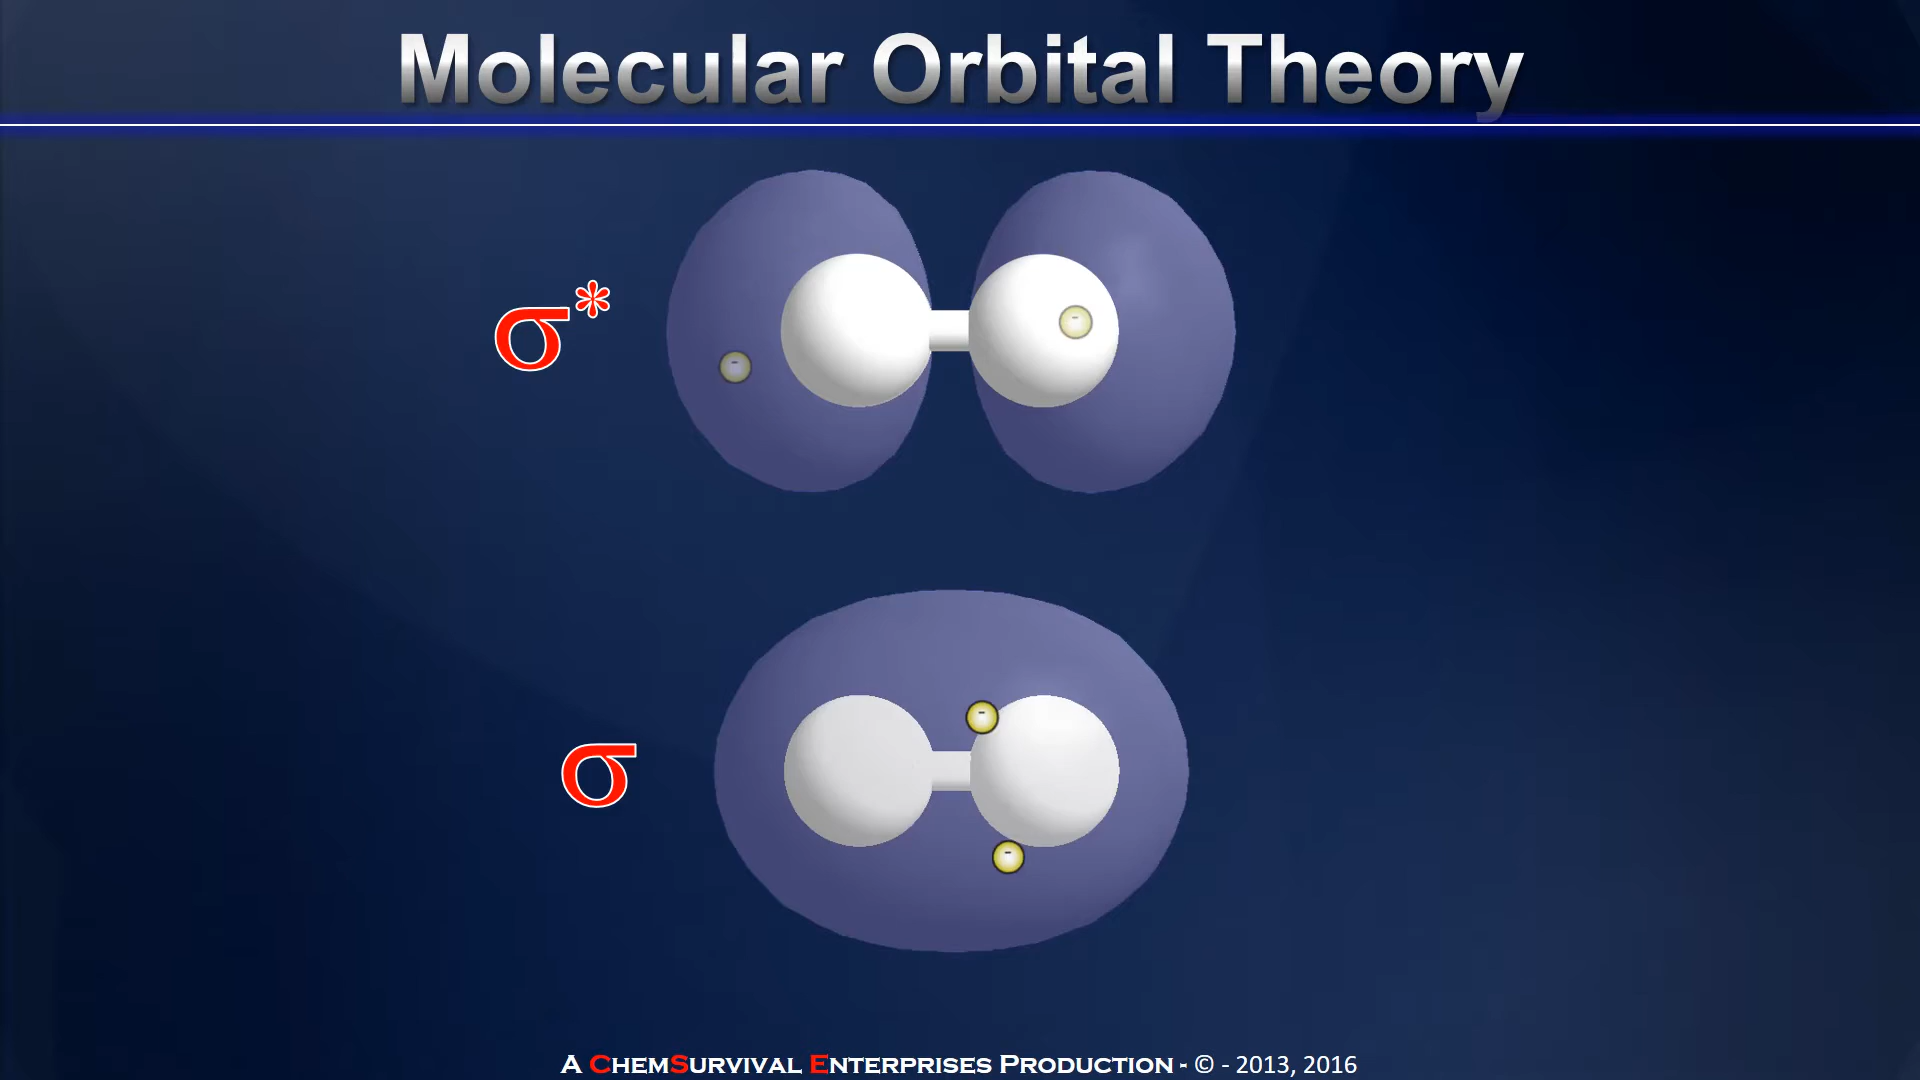 Molecular Orbital Theory
σ*
-
-
σ
-
-
A ChemSurvival Enterprises Production - © - 2013, 2016